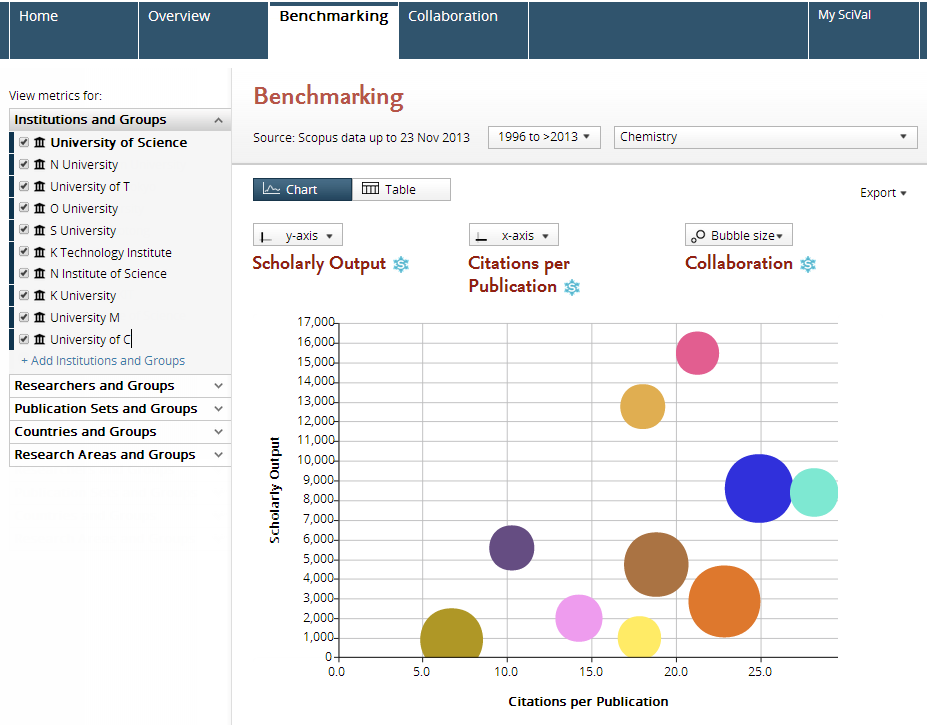 Home
Overview
Benchmarking
Collaboration
My SciVal
View metrics for:
Institutions and Groups
University of Science
N University
University of T
O University
S University
K Technology Institute
N Institute of Science
K University
University M
University of C
+ Add Institutions and Groups
Researchers and Groups
Publication Sets and Groups
Countries and Groups
Research Areas and Groups
Benchmarking
Source: Scopus data up to 23 Nov 2013
1996 to >2013
Chemistry
Chart
Table
Export
y-axis
x-axis
Bubble size
Scholarly Output
Citations per
Publication
Collaboration
17,000
16,000
15,000
14,000
13,000
12,000
11,000
10,000
9,000
8,000
7,000
6,000
5,000
4,000
3,000
2,000
1,000
0
Scholarly Output
0.0 5.0 10.0 15.0 20.0 25.0
Citations per Publication